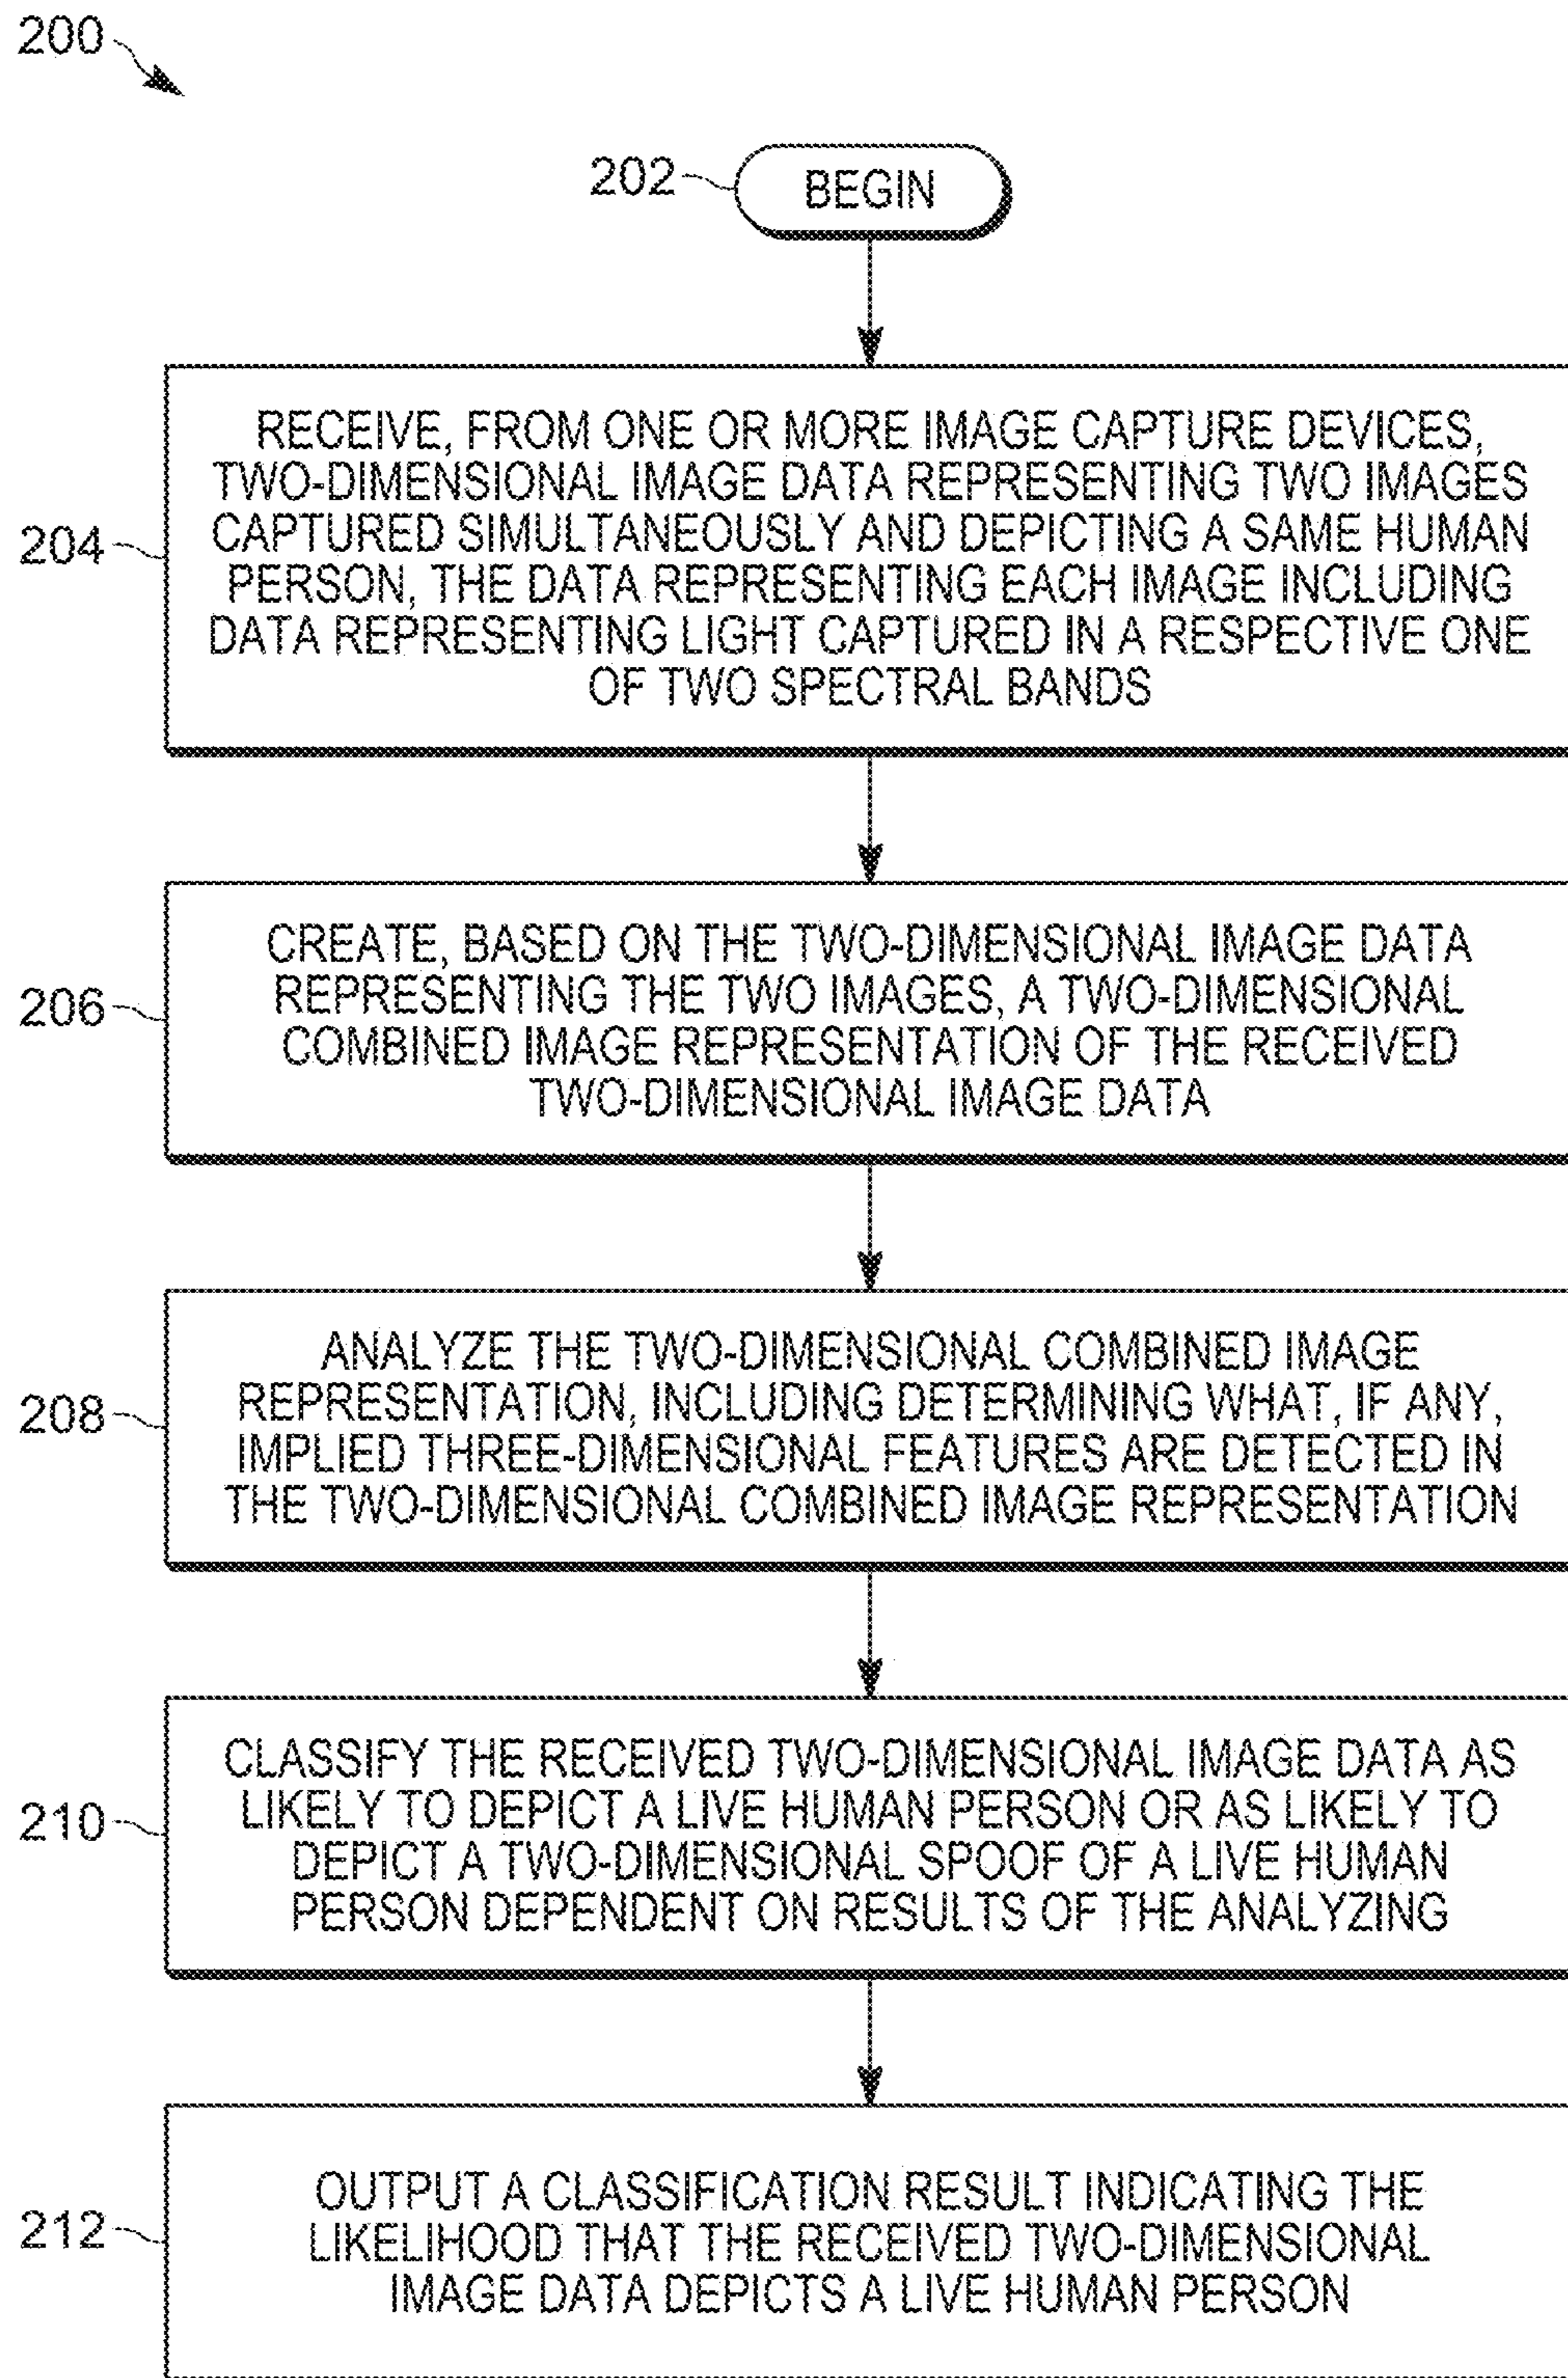 200
202
BEGIN
204
RECEIVE, FROM ONE OR MORE IMAGE CAPTURE DEVICES,
TWO-DIMENSIONAL IMAGE DATA REPRESENTING TWO IMAGES
CAPTURED SIMULTANEOUSLY AND DEPICTING A SAME HUMAN
PERSON, THE DATA REPRESENTING EACH IMAGE INCLUDING
DATA REPRESENTING LIGHT CAPTURED IN A RESPECTIVE ONE
OF TWO SPECTRAL BANDS
206
CREATE, BASED ON THE TWO-DIMENSIONAL IMAGE DATA
REPRESENTING THE TWO IMAGES, A TWO-DIMENSIONAL
COMBINED IMAGE REPRESENTATION OF THE RECEIVED
TWO-DIMENSIONAL IMAGE DATA
208
ANALYZE THE TWO-DIMENSIONAL COMBINED IMAGE
REPRESENTATION, INCLUDING DETERMINING WHAT, IF ANY,
IMPLIED THREE-DIMENSIONAL FEATURES ARE DETECTED IN
THE TWO-DIMENSIONAL COMBINED IMAGE REPRESENTATION
210
CLASSIFY THE RECEIVED TWO-DIMENSIONAL IMAGE DATA AS
LIKELY TO DEPICT A LIVE HUMAN PERSON OR AS LIKELY TO
DEPICT A TWO-DIMENSIONAL SPOOF OF A LIVE HUMAN
PERSON DEPENDENT ON RESULTS OF THE ANALYZING
212
OUTPUT A CLASSIFICATION RESULT INDICATING THE
LIKELIHOOD THAT THE RECEIVED TWO-DIMENSIONAL
IMAGE DATA DEPICTS A LIVE HUMAN PERSON